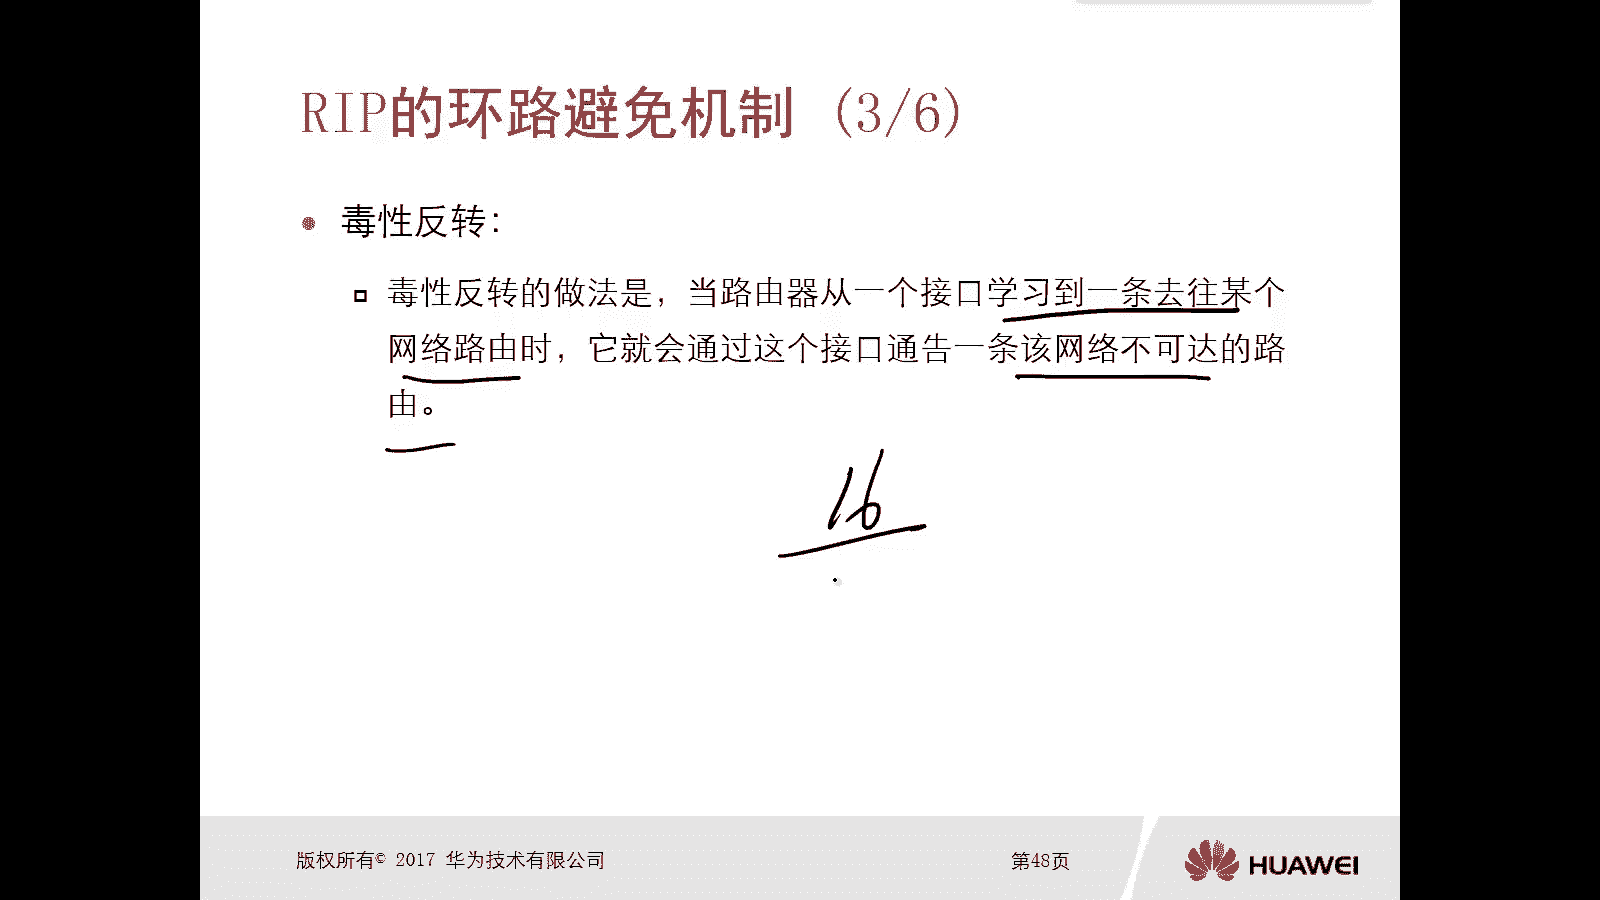 RIP的环路避免机制 (3/6)
毒性反转:
毒性反转的做法是，当路由器从一个接口学习到一条去往某个
网络路由时，它就会通过这个接口通告一条该网络不可达的路
由。
16
版权所有© 2017 华为技术有限公司
第48页
HUAWEI